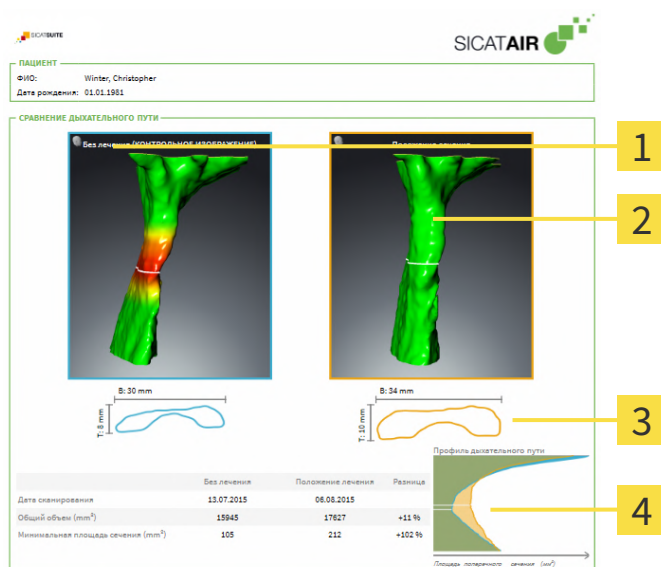 SICATSUITE
SICATAIR
ПАЦИЕНТ
ФИО: Winter, Christopher
Дата рождения: 01.01.1981
СРАВНЕНИЕ ДЫХАТЕЛЬНОГО ПУТИ
Без лечения (КОНТРОЛЬНОЕ ИЗОБРАЖЕНИЕ)
Положение лечения
1
2
В: 30 mm
Т: 8 mm
В: 34 mm
Т: 10 mm
3
Профиль дыхательного пути
Без лечения Положение лечения Разница
Дата сканирования 13.07.2015 06.08.2015
Общий объем (mm³) 15945 17627 +11 %
Минимальная площадь сечения (mm²) 105 212 +102 %
4
Площадь поперечного сечения (мм²)